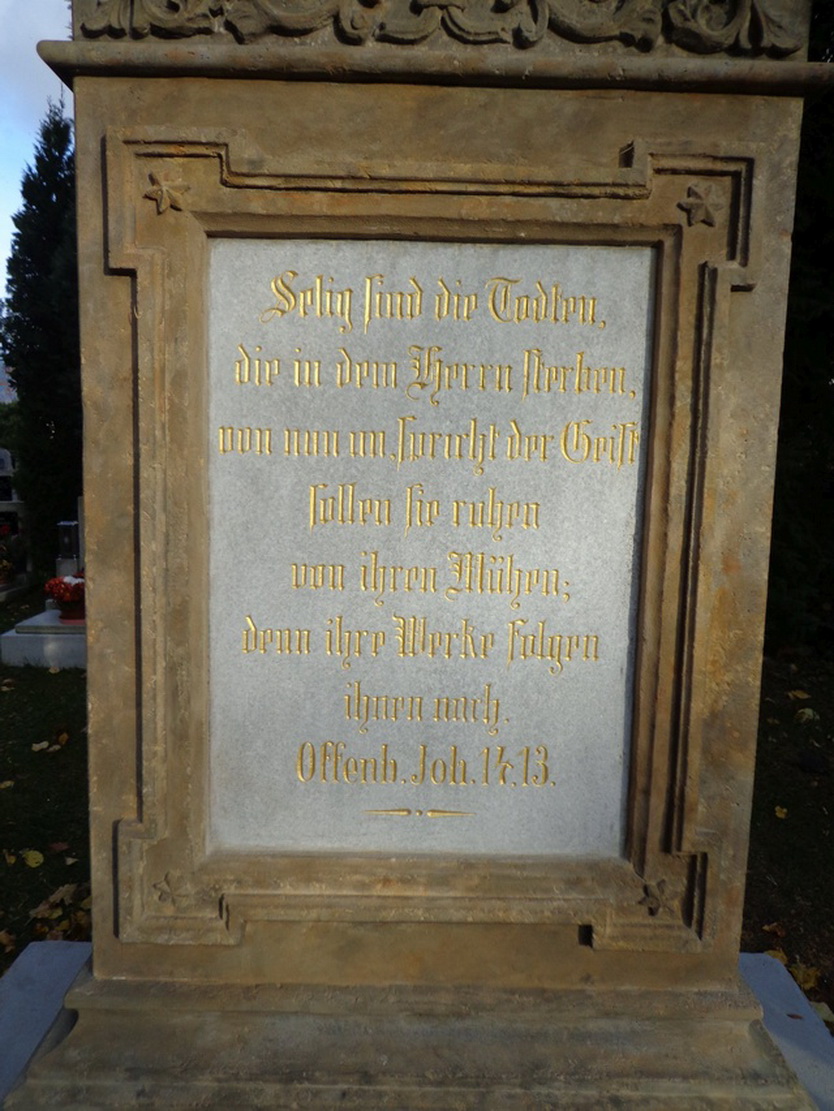 Selig sind die Todten,
die in dem Herrn sterben,
von nun an, spricht der Geist
sollen sie ruhen
von ihren Mühen;
denn ihre Werke folgen
ihnen nach.
Offenb. Joh. 14. 13.